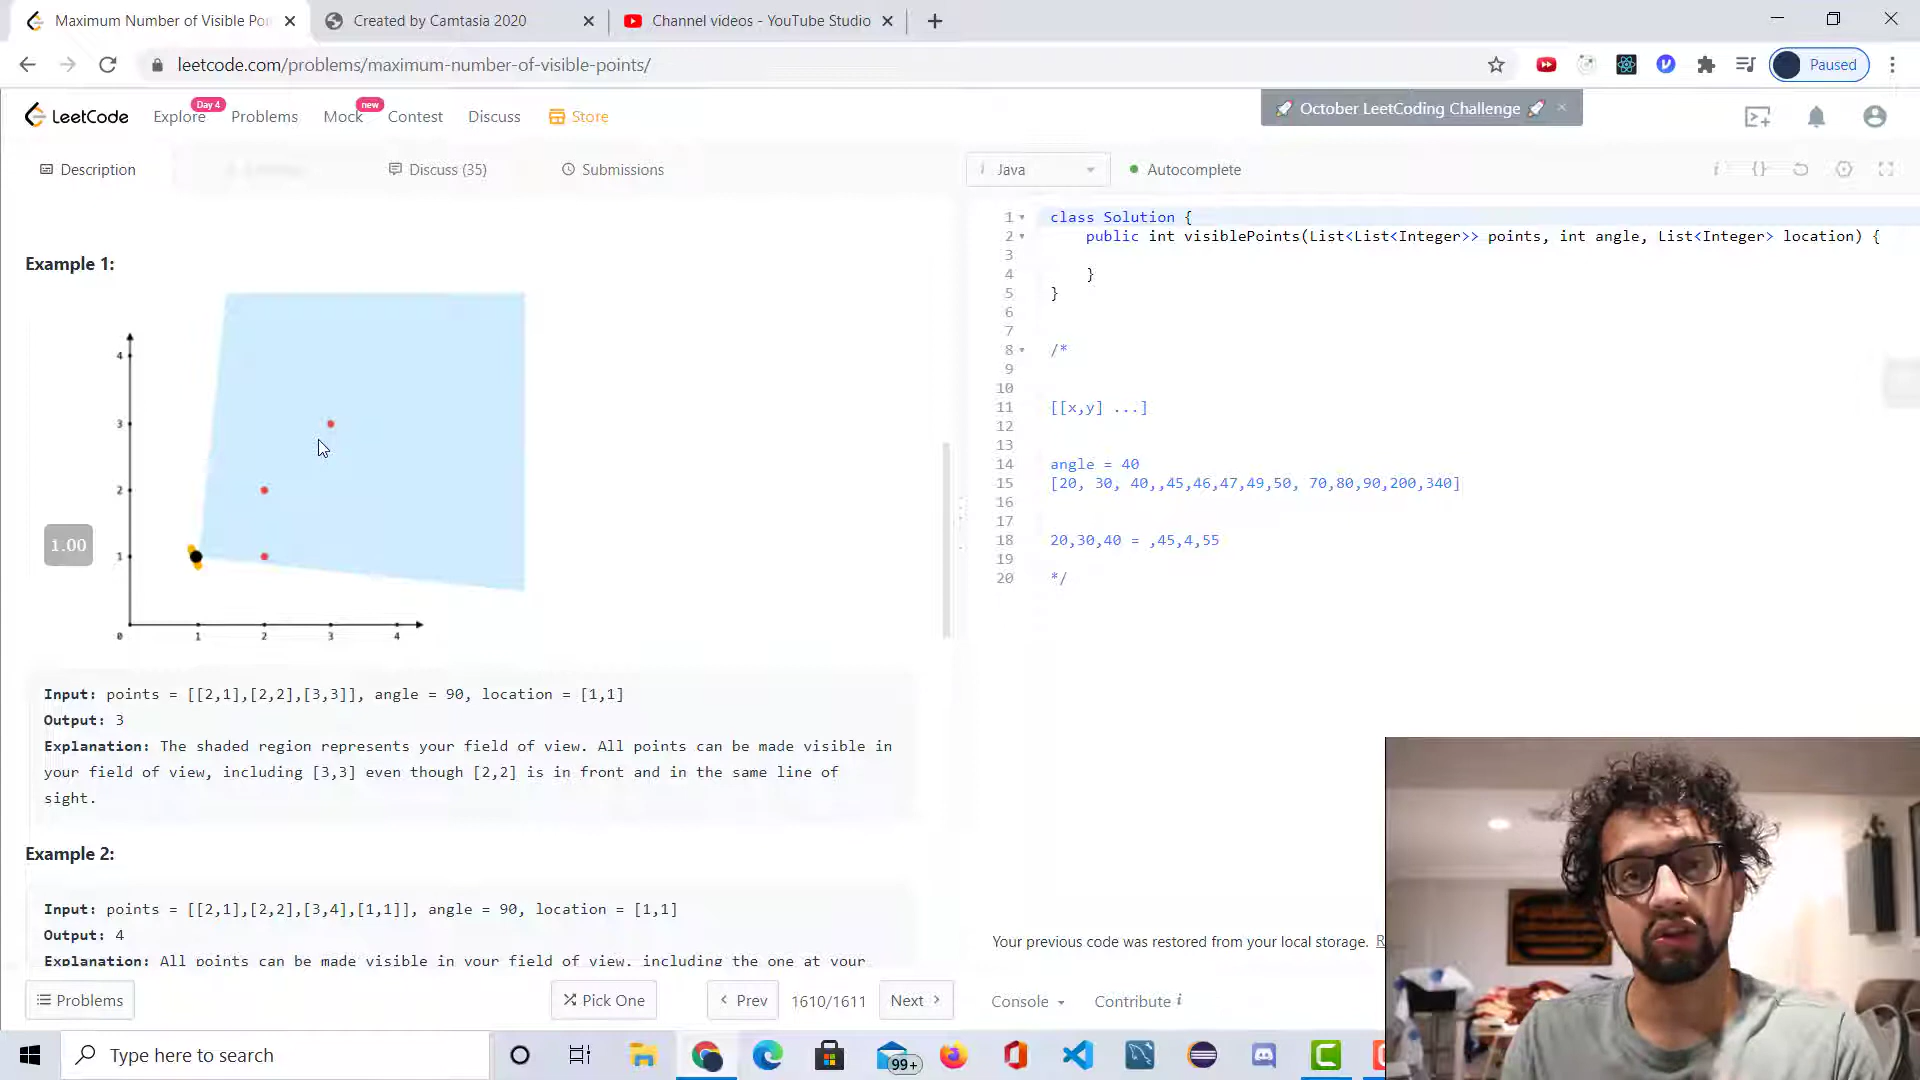 Maximum Number of Visible Poi
Created by Camtasia 2020
Channel videos - YouTube Studio
leetcode.com/problems/maximum-number-of-visible-points/
Paused
LeetCode
Explore
Day 4
Problems
Mock
new
Contest
Discuss
Store
🚀 October LeetCoding Challenge 🚀
Description
Discuss (35)
Submissions
i Java
Autocomplete
Example 1:
4
3
2
1
0 1 2 3 4
1.00
Input: points = [[2,1],[2,2],[3,3]], angle = 90, location = [1,1]
Output: 3
Explanation: The shaded region represents your field of view. All points can be made visible in
your field of view, including [3,3] even though [2,2] is in front and in the same line of
sight.
Example 2:
Input: points = [[2,1],[2,2],[3,4],[1,1]], angle = 90, location = [1,1]
Output: 4
Explanation: All points can be made visible in your field of view, including the one at your
Problems
Pick One
Prev
1610/1611
Next
1 class Solution {
2 public int visiblePoints(List<List<Integer>> points, int angle, List<Integer> location) {
3
4 }
5 }
6
7
8 /*
9
10
11 [[x,y] ...]
12
13
14 angle = 40
15 [20, 30, 40,,45,46,47,49,50, 70,80,90,200,340]
16
17
18 20,30,40 = ,45,4,55
19
20 */
Your previous code was restored from your local storage. R
Console
Contribute i
Type here to search
99+